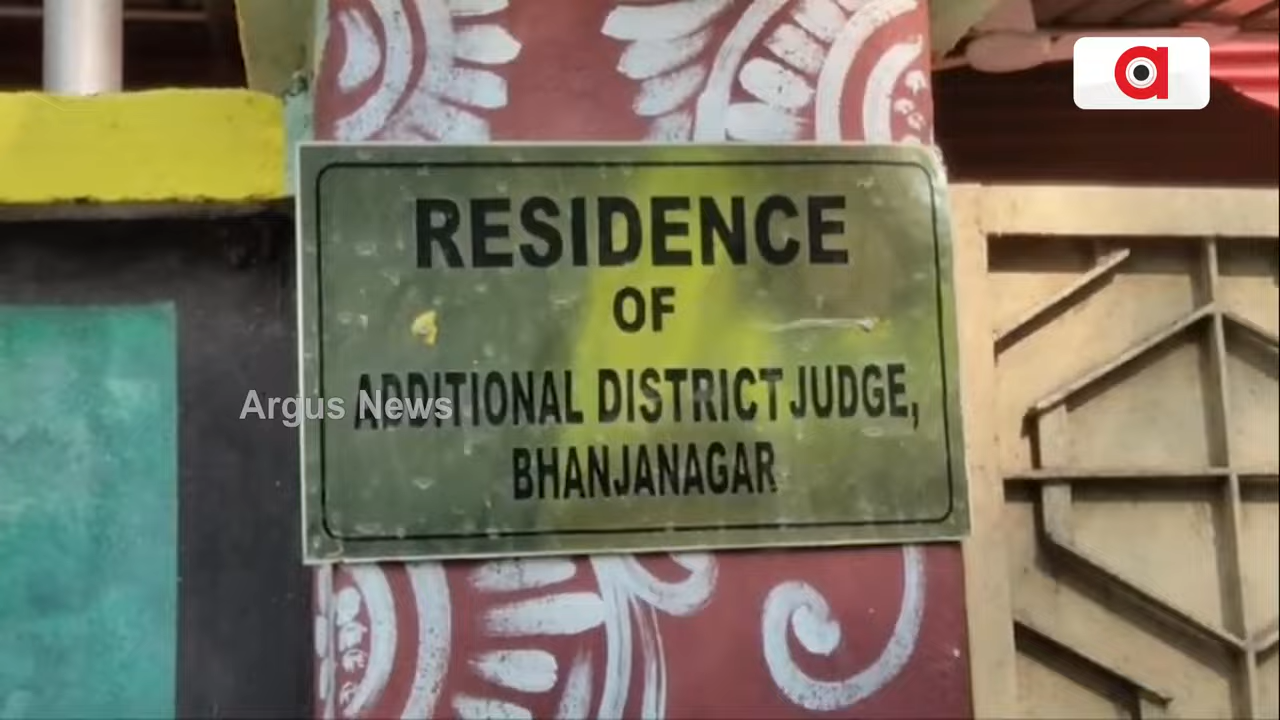 RESIDENCE
OF
ADDITIONAL DISTRICT JUDGE,
BHANJANAGAR
Argus News
a